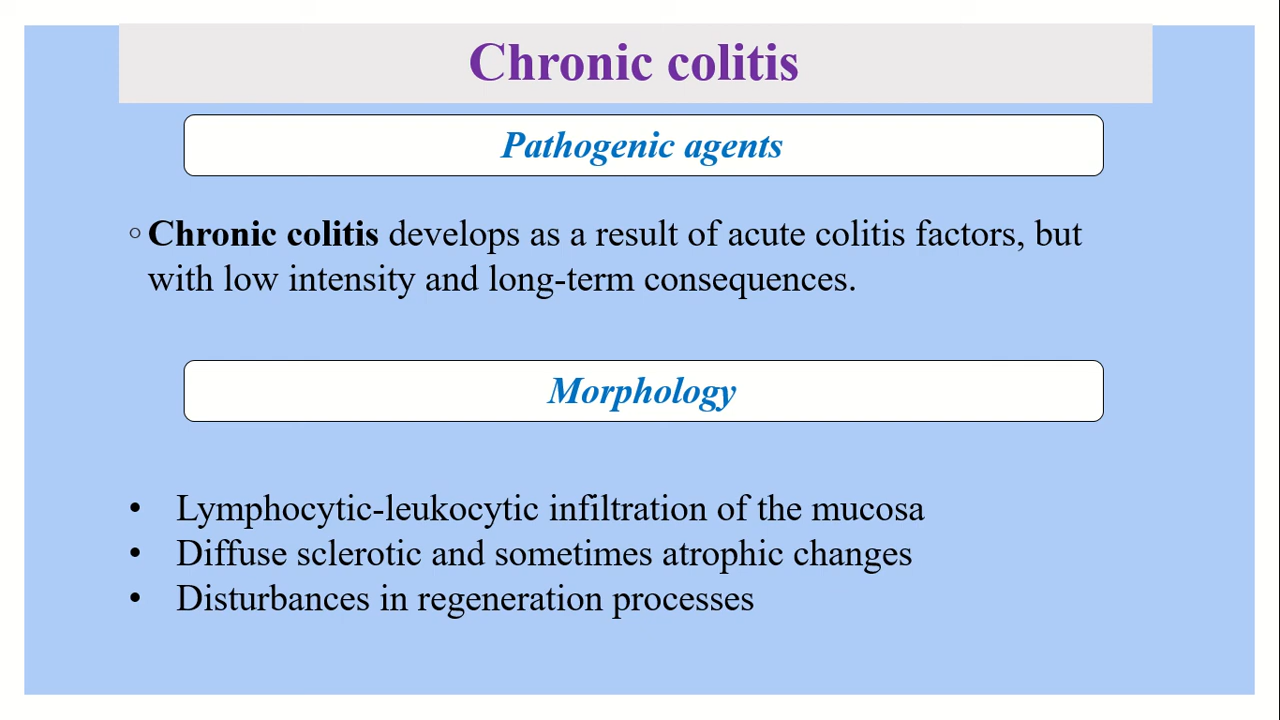 Chronic colitis
Pathogenic agents
◦ Chronic colitis develops as a result of acute colitis factors, but
with low intensity and long-term consequences.
Morphology
• Lymphocytic-leukocytic infiltration of the mucosa
• Diffuse sclerotic and sometimes atrophic changes
• Disturbances in regeneration processes